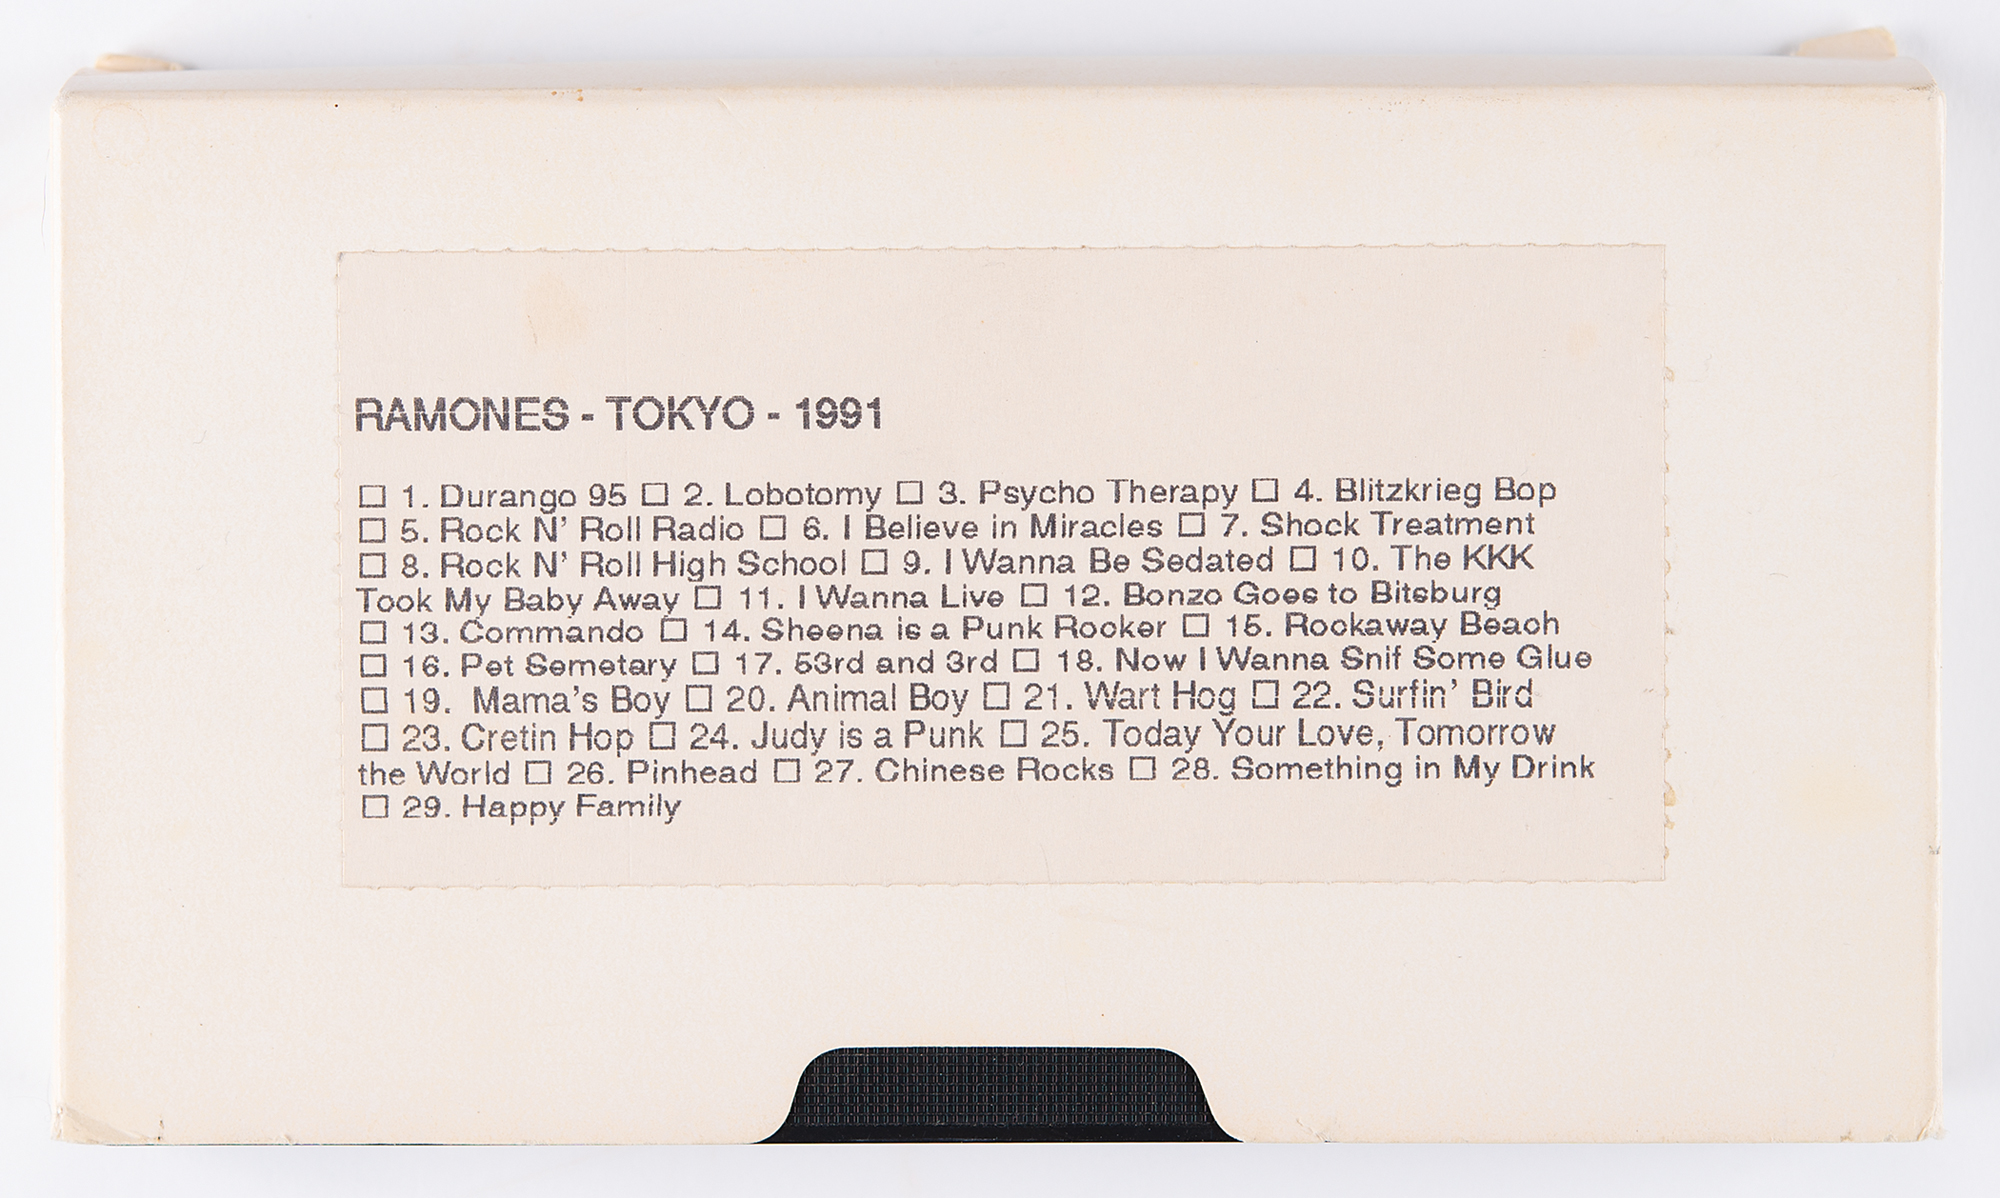 RAMONES - TOKYO - 1991
☐ 1. Durango 95 ☐ 2. Lobotomy ☐ 3. Psycho Therapy ☐ 4. Blitzkrieg Bop
☐ 5. Rock N' Roll Radio ☐ 6. I Believe in Miracles ☐ 7. Shock Treatment
☐ 8. Rock N' Roll High School ☐ 9. I Wanna Be Sedated ☐ 10. The KKK
Took My Baby Away ☐ 11. I Wanna Live ☐ 12. Bonzo Goes to Bitsburg
☐ 13. Commando ☐ 14. Sheena is a Punk Rocker ☐ 15. Rockaway Beach
☐ 16. Pet Semetary ☐ 17. 53rd and 3rd ☐ 18. Now I Wanna Snif Some Glue
☐ 19. Mama's Boy ☐ 20. Animal Boy ☐ 21. Wart Hog ☐ 22. Surfin' Bird
☐ 23. Cretin Hop ☐ 24. Judy is a Punk ☐ 25. Today Your Love, Tomorrow
the World ☐ 26. Pinhead ☐ 27. Chinese Rocks ☐ 28. Something in My Drink
☐ 29. Happy Family